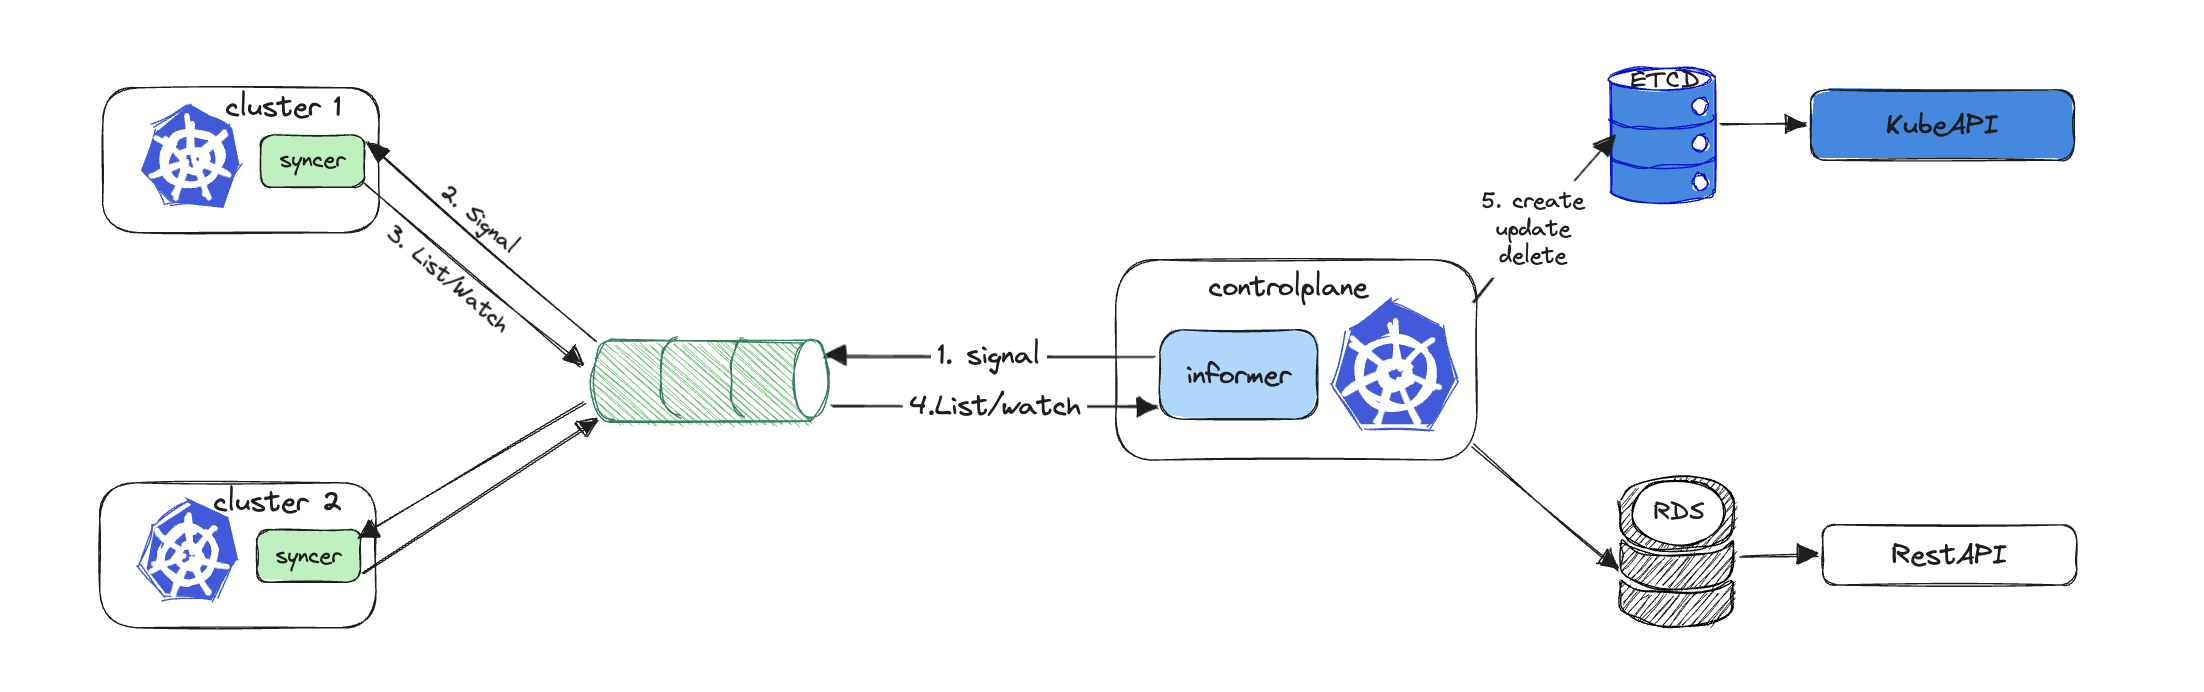 cluster 1
syncer
2. Signal
3. List/Watch
cluster 2
syncer
1. signal
4.List/watch
controlplane
informer
5. create
update
delete
ETCD
KubeAPI
RDS
RestAPI